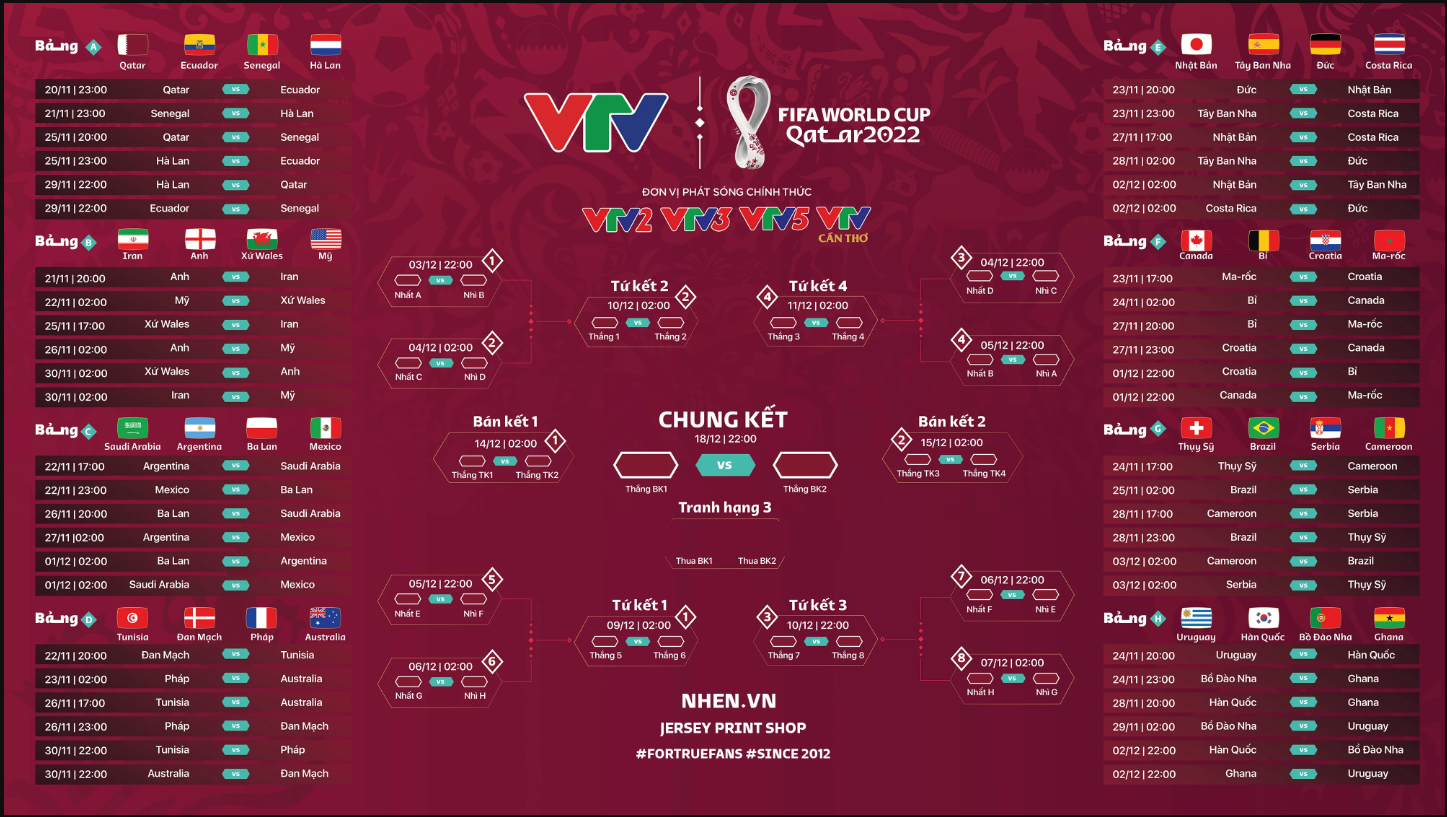 Bảng A
Qatar Ecuador Senegal Hà Lan
20/11 | 23:00 Qatar vs Ecuador
21/11 | 23:00 Senegal vs Hà Lan
25/11 | 20:00 Qatar vs Senegal
25/11 | 23:00 Hà Lan vs Ecuador
29/11 | 22:00 Hà Lan vs Qatar
29/11 | 22:00 Ecuador vs Senegal
Bảng B
Iran Anh Xứ Wales Mỹ
21/11 | 20:00 Anh vs Iran
22/11 | 02:00 Mỹ vs Xứ Wales
25/11 | 17:00 Xứ Wales vs Iran
26/11 | 02:00 Anh vs Mỹ
30/11 | 02:00 Xứ Wales vs Anh
30/11 | 02:00 Iran vs Mỹ
Bảng C
Saudi Arabia Argentina Ba Lan Mexico
22/11 | 17:00 Argentina vs Saudi Arabia
22/11 | 23:00 Mexico vs Ba Lan
26/11 | 20:00 Ba Lan vs Saudi Arabia
27/11 |02:00 Argentina vs Mexico
01/12 | 02:00 Ba Lan vs Argentina
01/12 | 02:00 Saudi Arabia vs Mexico
Bảng D
Tunisia Đan Mạch Pháp Australia
22/11 | 20:00 Đan Mạch vs Tunisia
23/11 | 02:00 Pháp vs Australia
26/11 | 17:00 Tunisia vs Australia
26/11 | 23:00 Pháp vs Đan Mạch
30/11 | 22:00 Tunisia vs Pháp
30/11 | 22:00 Australia vs Đan Mạch
VTV
FIFA WORLD CUP
Qatar2022
ĐƠN VỊ PHÁT SÓNG CHÍNH THỨC
VTV2 VTV3 VTV5 VTV
CẦN THƠ
03/12 | 22:00 1
vs
Nhất A Nhì B
04/12 | 02:00 2
vs
Nhất C Nhì D
Tứ kết 2
10/12 | 02:00 2
vs
Thắng 1 Thắng 2
Tứ kết 4
4 11/12 | 02:00
vs
Thắng 3 Thắng 4
3 04/12 | 22:00
vs
Nhất D Nhì C
4 05/12 | 22:00
vs
Nhất B Nhì A
Bán kết 1
14/12 | 02:00 1
vs
Thắng TK1 Thắng TK2
CHUNG KẾT
18/12 | 22:00
vs
Thắng BK1 Thắng BK2
Bán kết 2
2 15/12 | 02:00
vs
Thắng TK3 Thắng TK4
Tranh hạng 3
Thua BK1 Thua BK2
05/12 | 22:00 5
vs
Nhất E Nhì F
06/12 | 02:00 6
vs
Nhất G Nhì H
Tứ kết 1
09/12 | 02:00 1
vs
Thắng 5 Thắng 6
Tứ kết 3
3 10/12 | 22:00
vs
Thắng 7 Thắng 8
7 06/12 | 22:00
vs
Nhất F Nhì E
8 07/12 | 02:00
vs
Nhất H Nhì G
NHEN.VN
JERSEY PRINT SHOP
#FORTRUEFANS #SINCE 2012
Bảng E
Nhật Bản Tây Ban Nha Đức Costa Rica
23/11 | 20:00 Đức vs Nhật Bản
23/11 | 23:00 Tây Ban Nha vs Costa Rica
27/11 | 17:00 Nhật Bản vs Costa Rica
28/11 | 02:00 Tây Ban Nha vs Đức
02/12 | 02:00 Nhật Bản vs Tây Ban Nha
02/12 | 02:00 Costa Rica vs Đức
Bảng F
Canada Bỉ Croatia Ma-rốc
23/11 | 17:00 Ma-rốc vs Croatia
24/11 | 02:00 Bỉ vs Canada
27/11 | 20:00 Bỉ vs Ma-rốc
27/11 | 23:00 Croatia vs Canada
01/12 | 22:00 Croatia vs Bỉ
01/12 | 22:00 Canada vs Ma-rốc
Bảng G
Thụy Sỹ Brazil Serbia Cameroon
24/11 | 17:00 Thụy Sỹ vs Cameroon
25/11 | 02:00 Brazil vs Serbia
28/11 | 17:00 Cameroon vs Serbia
28/11 | 23:00 Brazil vs Thụy Sỹ
03/12 | 02:00 Cameroon vs Brazil
03/12 | 02:00 Serbia vs Thụy Sỹ
Bảng H
Uruguay Hàn Quốc Bồ Đào Nha Ghana
24/11 | 20:00 Uruguay vs Hàn Quốc
24/11 | 23:00 Bồ Đào Nha vs Ghana
28/11 | 20:00 Hàn Quốc vs Ghana
29/11 | 02:00 Bồ Đào Nha vs Uruguay
02/12 | 22:00 Hàn Quốc vs Bồ Đào Nha
02/12 | 22:00 Ghana vs Uruguay